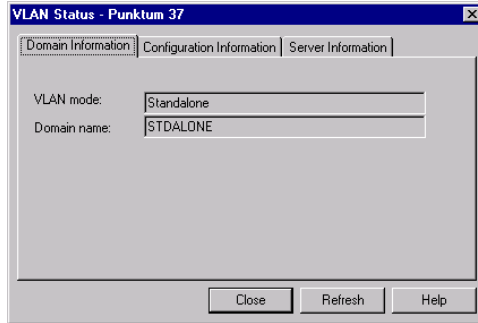 VLAN Status - Punktum 37
Domain Information Configuration Information Server Information
VLAN mode: Standalone
Domain name: STDALONE
Close Refresh Help